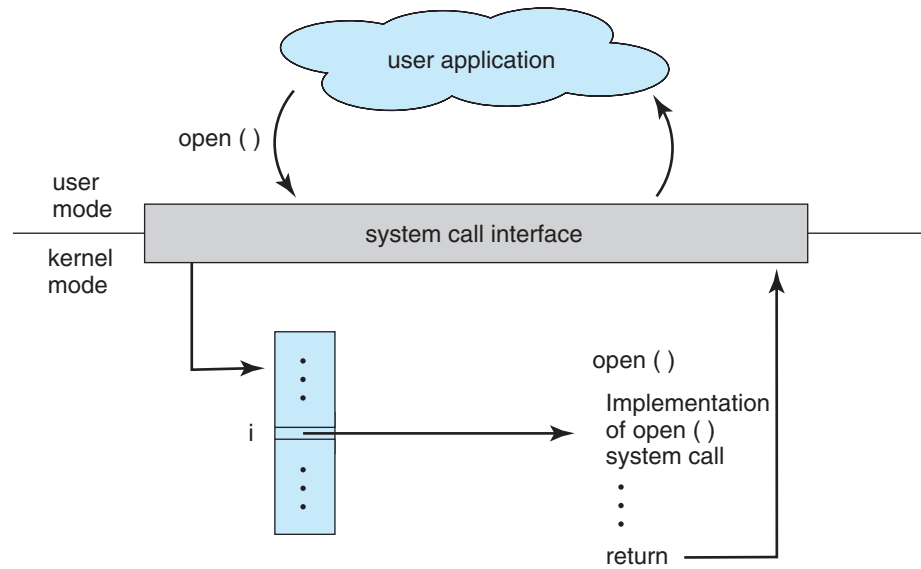 user application
open ( )
user
mode
system call interface
kernel
mode
open ( )
Implementation
of open ( )
system call
i
return